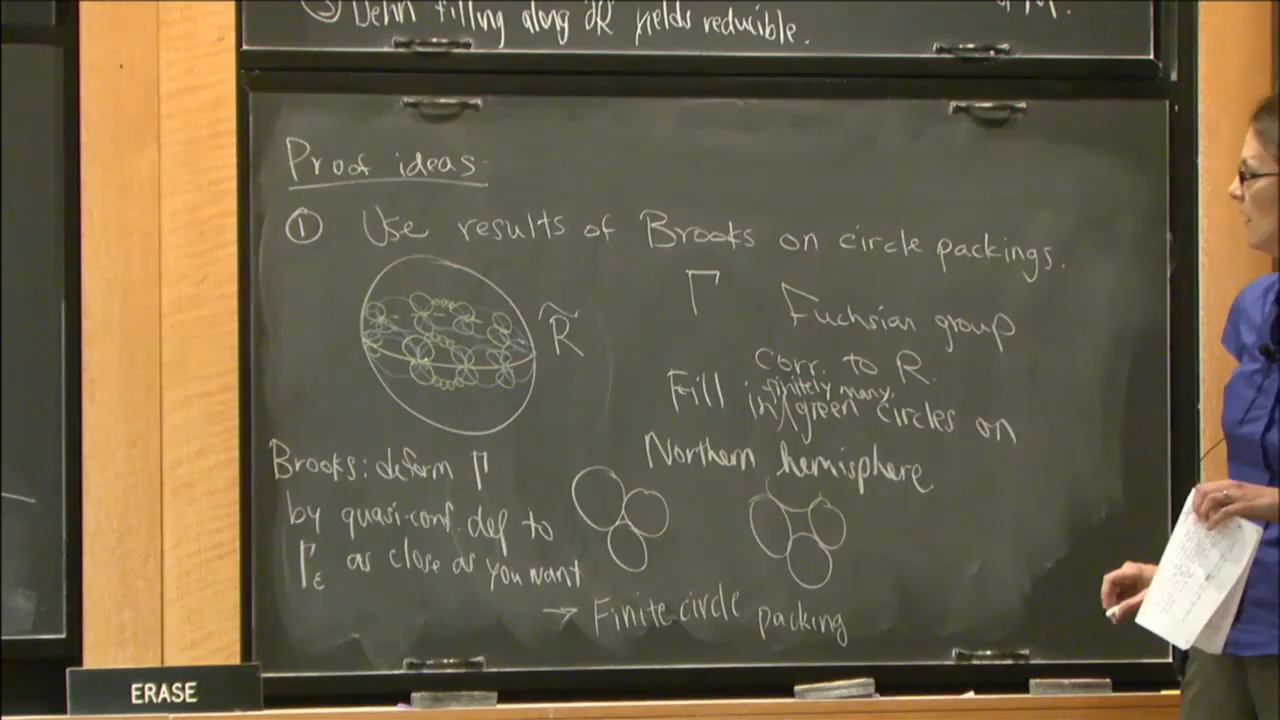 ③ Dehn filling along ∂R yields reducible.
Proof ideas:
① Use results of Brooks on circle packings.
R̃
Γ Fuchsian group
corr. to R.
Fill in finitely many green circles on
Northern hemisphere
Brooks: deform Γ
by quasi-conf. def to
Γε as close as you want
→ Finite circle packing
ERASE